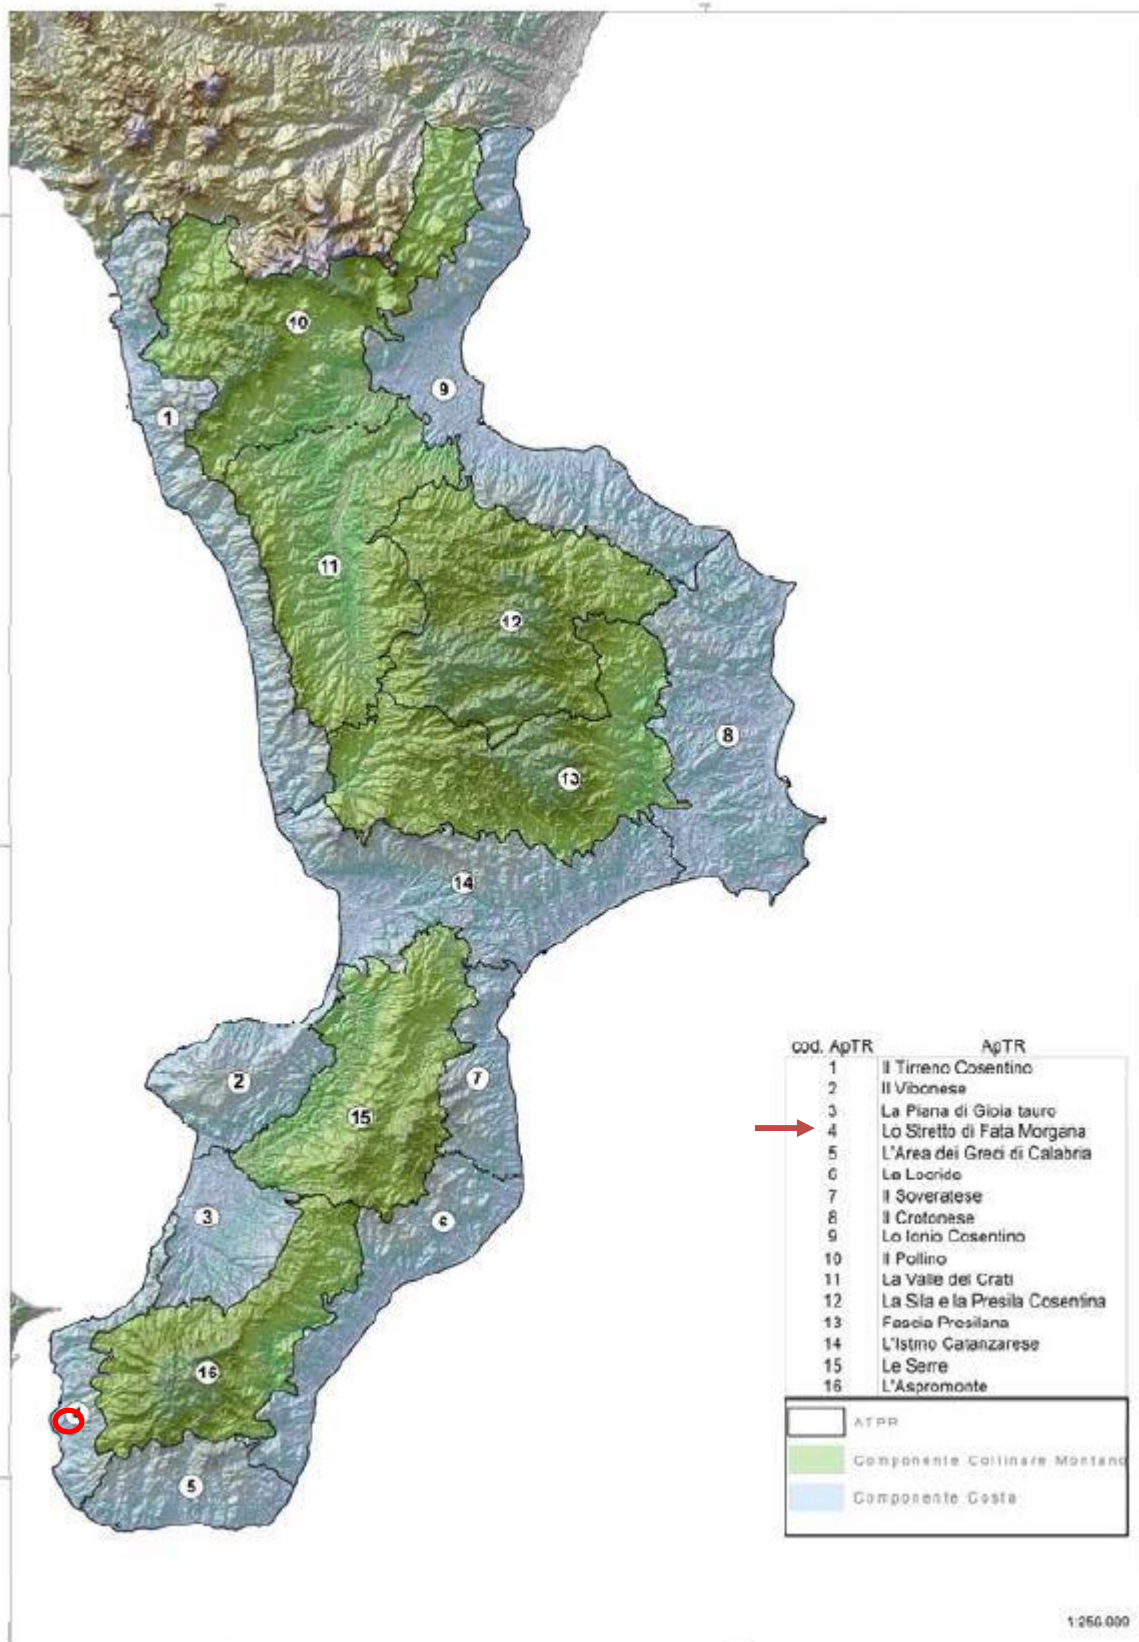 10
9
1
11
12
8
13
14
2
7
15
3
6
16
4
5
cod. ApTR ApTR
1 Il Tirreno Cosentino
2 Il Vibonese
3 La Piana di Gioia tauro
4 Lo Stretto di Fata Morgana
5 L'Area dei Greci di Calabria
6 La Locride
7 Il Soveratese
8 Il Crotonese
9 Lo Ionio Cosentino
10 Il Pollino
11 La Valle del Crati
12 La Sila e la Presila Cosentina
13 Fascia Presilana
14 L'Istmo Catanzarese
15 Le Serre
16 L'Aspromonte
ATPR
Componente Collinare Montano
Componente Costa
1:250.000